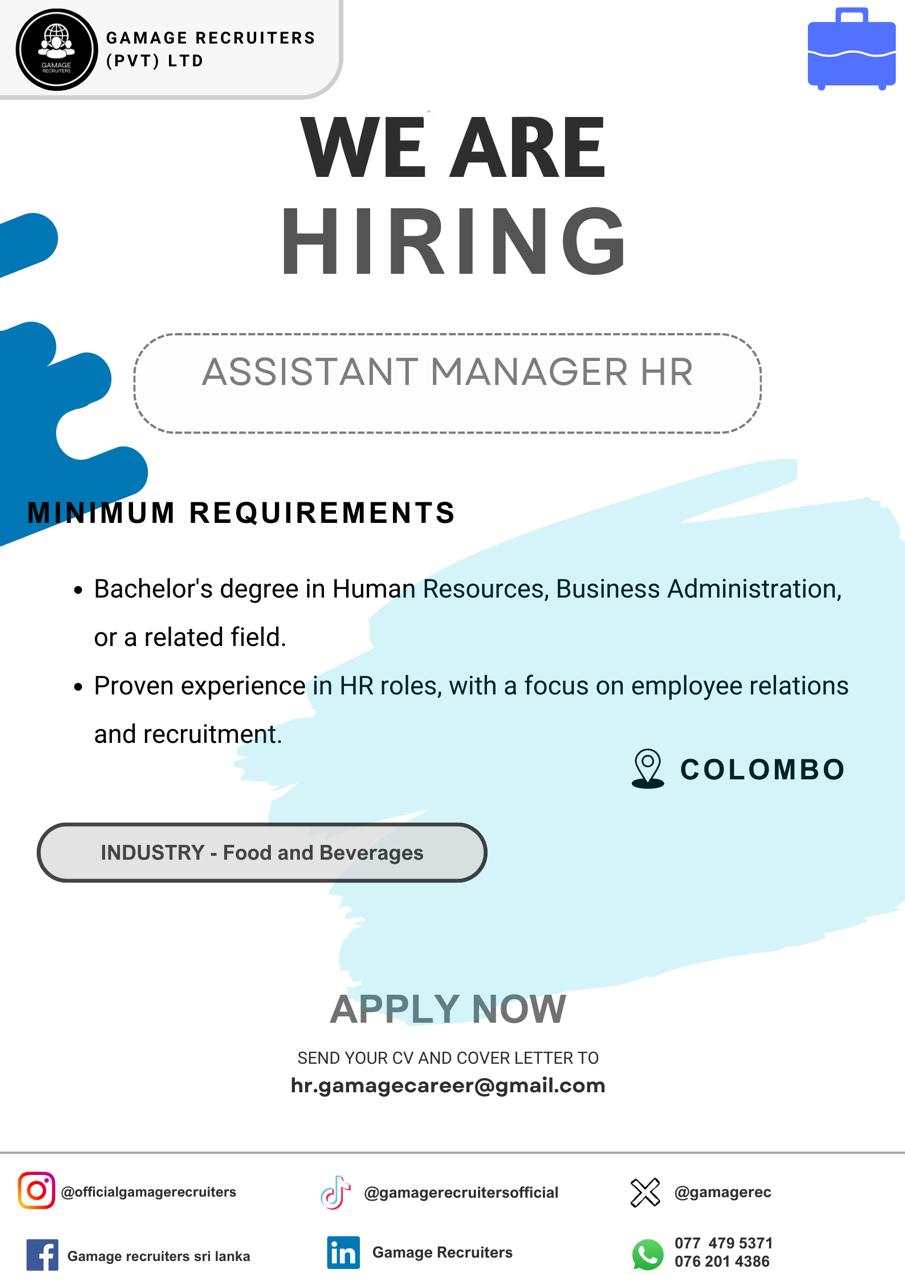 GAMAGE RECRUITERS
(PVT) LTD
GAMAGE
RECRUITERS
WE ARE
HIRING
ASSISTANT MANAGER HR
MINIMUM REQUIREMENTS
• Bachelor's degree in Human Resources, Business Administration,
or a related field.
• Proven experience in HR roles, with a focus on employee relations
and recruitment.
COLOMBO
INDUSTRY - Food and Beverages
APPLY NOW
SEND YOUR CV AND COVER LETTER TO
hr.gamagecareer@gmail.com
@officialgamagerecruiters
@gamagerecruitersofficial
@gamagerec
Gamage recruiters sri lanka
in
Gamage Recruiters
077 479 5371
076 201 4386